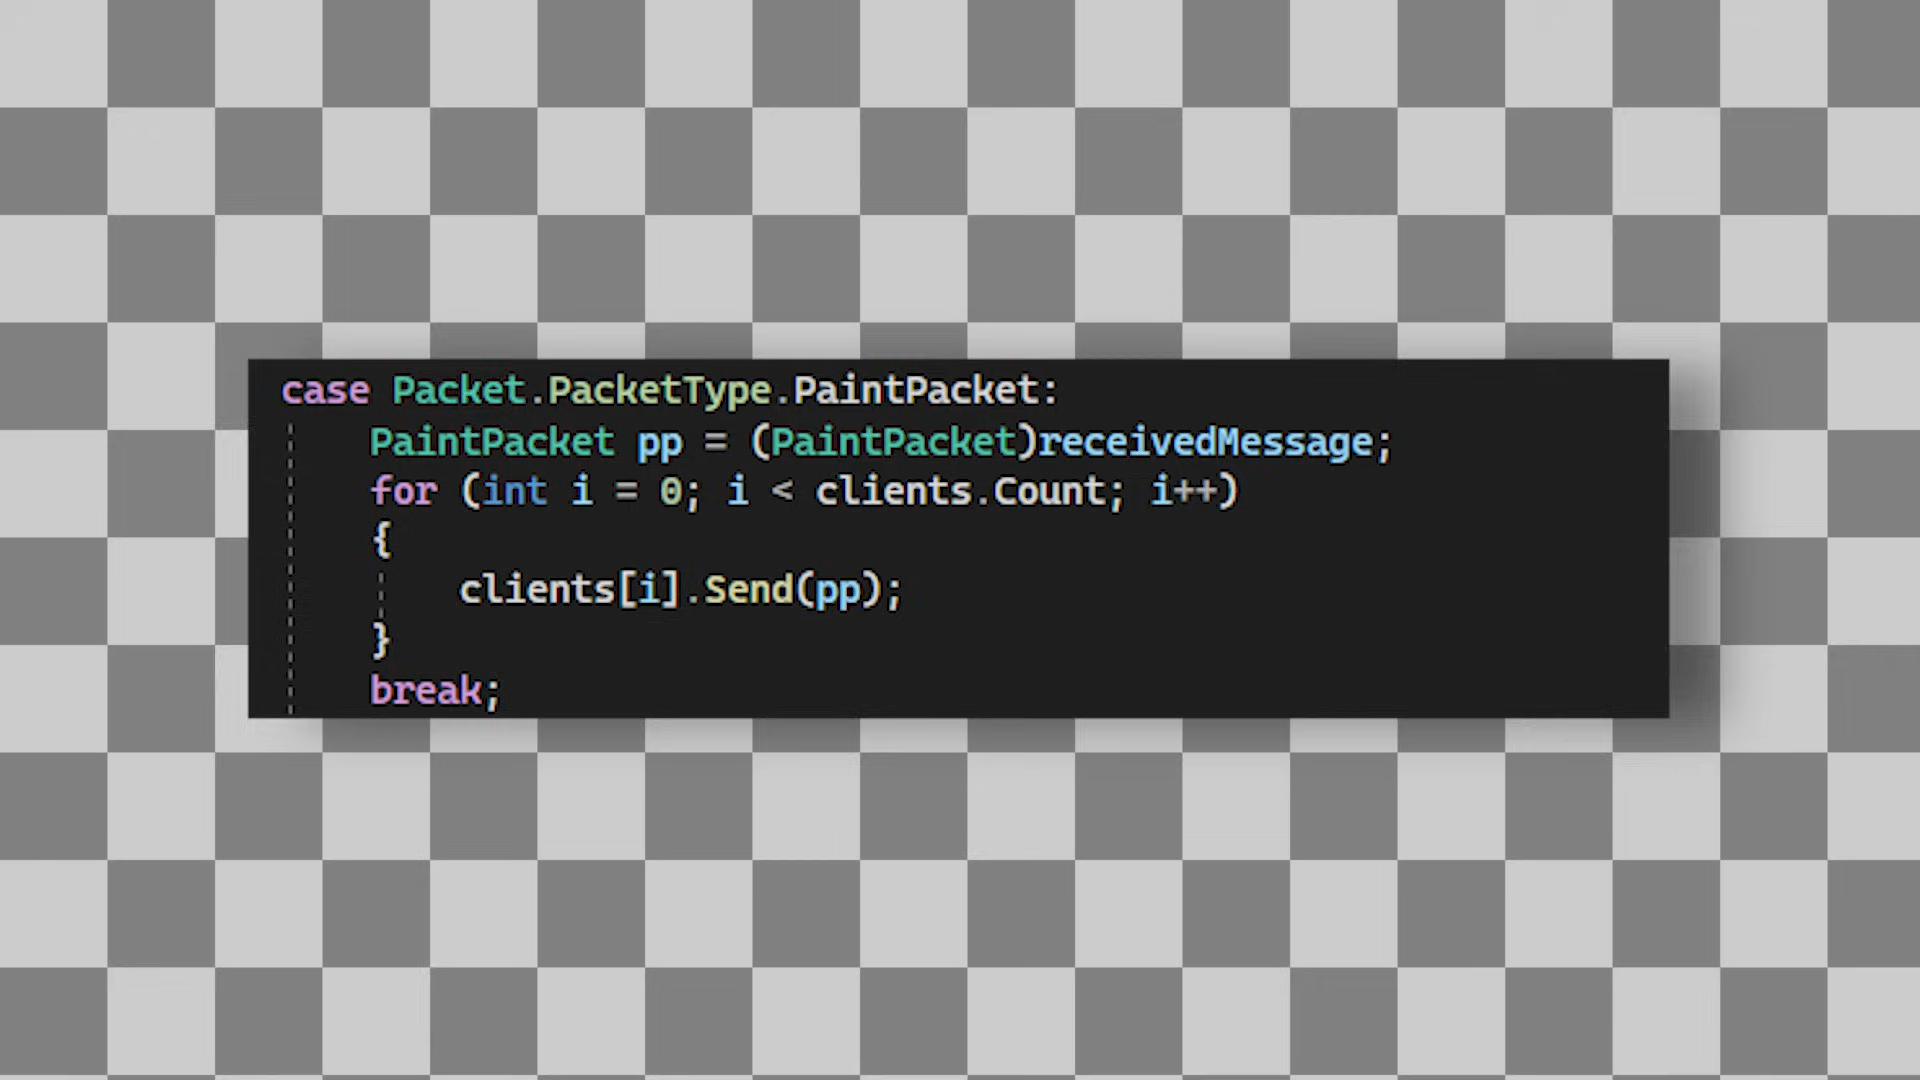 case Packet.PacketType.PaintPacket:
PaintPacket pp = (PaintPacket)receivedMessage;
for (int i = 0; i < clients.Count; i++)
{
clients[i].Send(pp);
}
break;